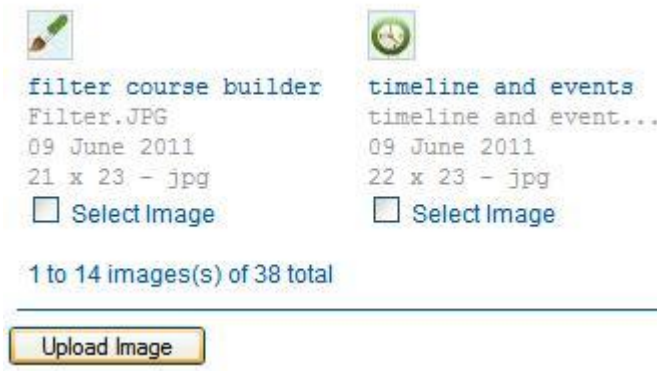 filter course builder
Filter.JPG
09 June 2011
21 x 23 - jpg
Select Image
timeline and events
timeline and event...
09 June 2011
22 x 23 - jpg
Select Image
1 to 14 images(s) of 38 total
Upload Image